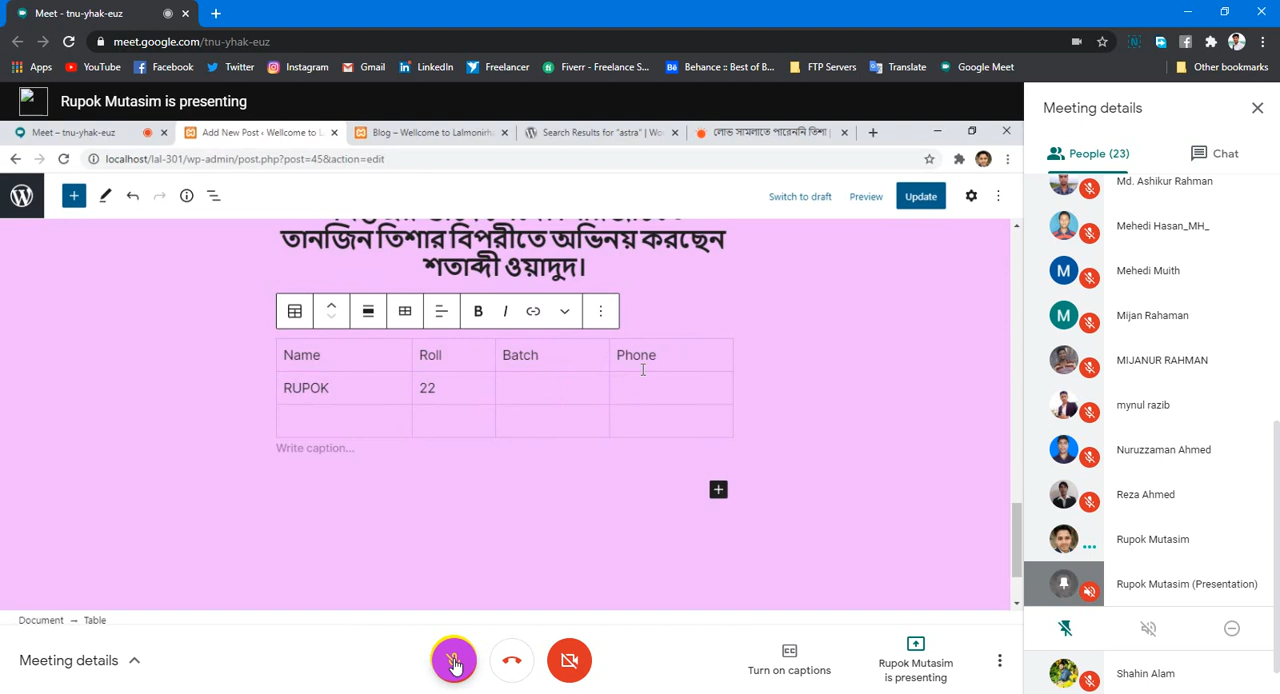 Meet - tnu-yhak-euz
meet.google.com/tnu-yhak-euz
Apps YouTube Facebook Twitter Instagram Gmail LinkedIn Freelancer Fiverr - Freelance S... Behance :: Best of B... FTP Servers Translate Google Meet Other bookmarks
Rupok Mutasim is presenting
Meeting details
Meet – tnu-yhak-euz Add New Post ‹ Wellcome to L Blog – Wellcome to Lalmonirh Search Results for "astra" | Wo লোভ সামলাতে পারেননি তিশা |
People (23) Chat
localhost/lal-301/wp-admin/post.php?post=45&action=edit
Switch to draft Preview Update
তানজিন তিশার বিপরীতে অভিনয় করছেন
শতাব্দী ওয়াদুদ।
Name Roll Batch Phone
RUPOK 22
Write caption...
Document → Table
Md. Ashikur Rahman
Mehedi Hasan_MH_
M Mehedi Muith
M Mijan Rahaman
MIJANUR RAHMAN
mynul razib
Nuruzzaman Ahmed
Reza Ahmed
Rupok Mutasim
Rupok Mutasim (Presentation)
Shahin Alam
Meeting details
Turn on captions
Rupok Mutasim
is presenting